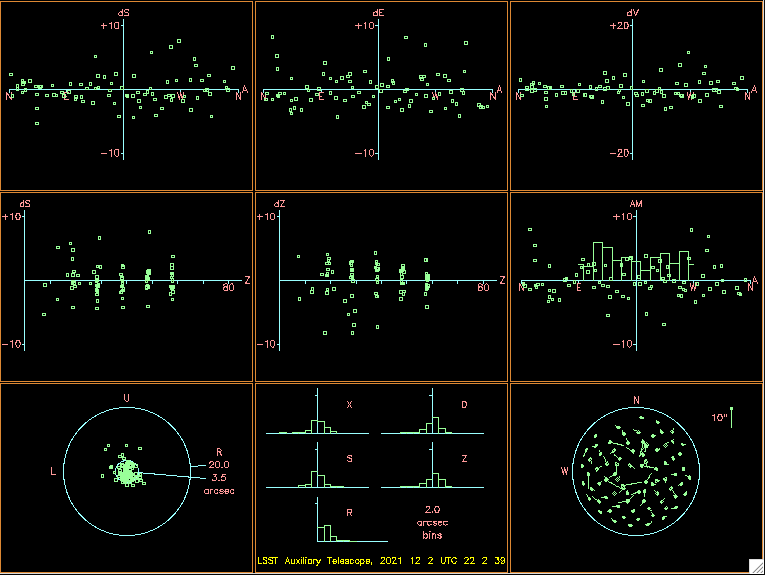 dS
+10
N E W N A
-10
dE
+10
N E W N A
-10
dV
+20
N E W N A
-20
dS
+10
80 Z
-10
dZ
+10
80 Z
-10
AM
+10
N E W N A
-10
U
L
R
20.0
3.5
arcsec
X
D
S
Z
R
2.0
arcsec
bins
LSST Auxiliary Telescope, 2021 12 2 UTC 22 2 39
N
10"
W